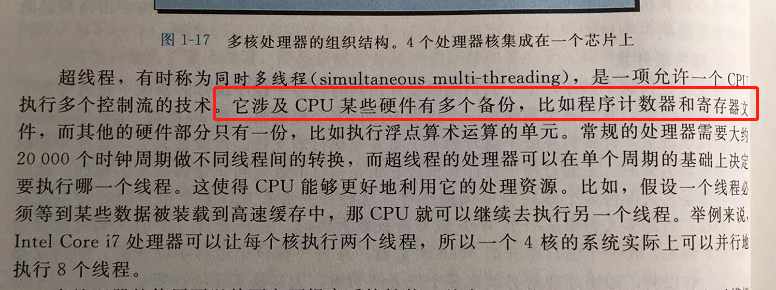 图 1-17 多核处理器的组织结构。4 个处理器核集成在一个芯片上
超线程，有时称为同时多线程(simultaneous multi-threading)，是一项允许一个 CPU
执行多个控制流的技术。它涉及 CPU 某些硬件有多个备份，比如程序计数器和寄存器文
件，而其他的硬件部分只有一份，比如执行浮点算术运算的单元。常规的处理器需要大约
20 000 个时钟周期做不同线程间的转换，而超线程的处理器可以在单个周期的基础上决定
要执行哪一个线程。这使得 CPU 能够更好地利用它的处理资源。比如，假设一个线程必
须等到某些数据被装载到高速缓存中，那 CPU 就可以继续去执行另一个线程。举例来说，
Intel Core i7 处理器可以让每个核执行两个线程，所以一个 4 核的系统实际上可以并行地
执行 8 个线程。